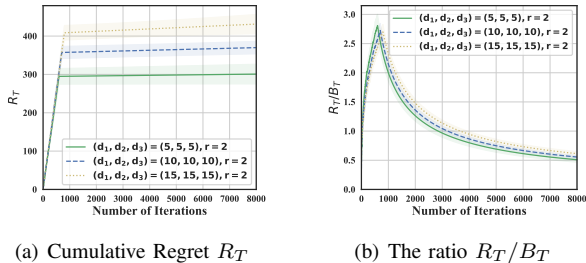 400
300
200
100
0
R_T
(d₁, d₂, d₃) = (5, 5, 5), r = 2
(d₁, d₂, d₃) = (10, 10, 10), r = 2
(d₁, d₂, d₃) = (15, 15, 15), r = 2
0 1000 2000 3000 4000 5000 6000 7000 8000
Number of Iterations
(a) Cumulative Regret R_T
3.0
2.5
2.0
1.5
1.0
0.5
0.0
R_T/B_T
(d₁, d₂, d₃) = (5, 5, 5), r = 2
(d₁, d₂, d₃) = (10, 10, 10), r = 2
(d₁, d₂, d₃) = (15, 15, 15), r = 2
0 1000 2000 3000 4000 5000 6000 7000 8000
Number of Iterations
(b) The ratio R_T/B_T